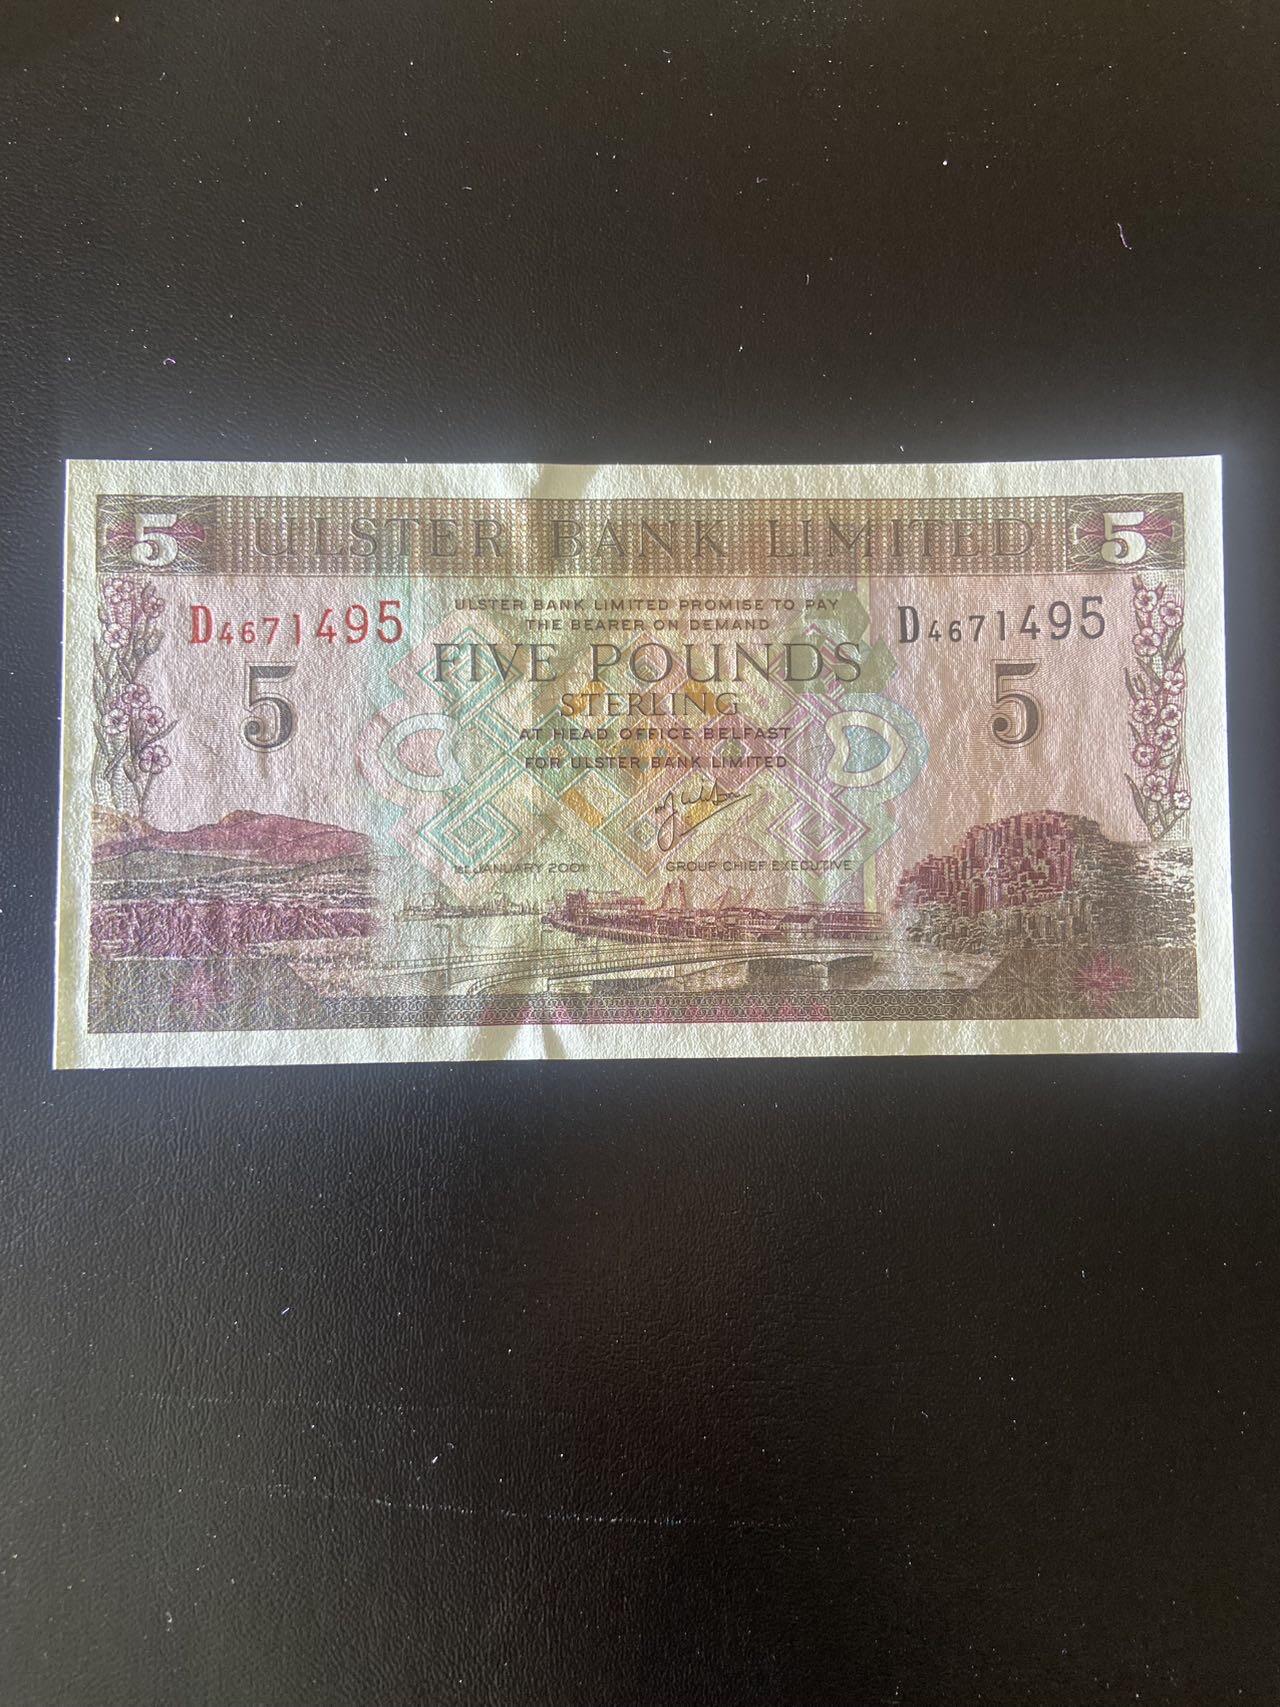 5 ULSTER BANK LIMITED 5
ULSTER BANK LIMITED PROMISE TO PAY
D4671495 THE BEARER ON DEMAND D4671495
5 FIVE POUNDS 5
STERLING
AT HEAD OFFICE BELFAST
FOR ULSTER BANK LIMITED
1ST JANUARY 2001 GROUP CHIEF EXECUTIVE